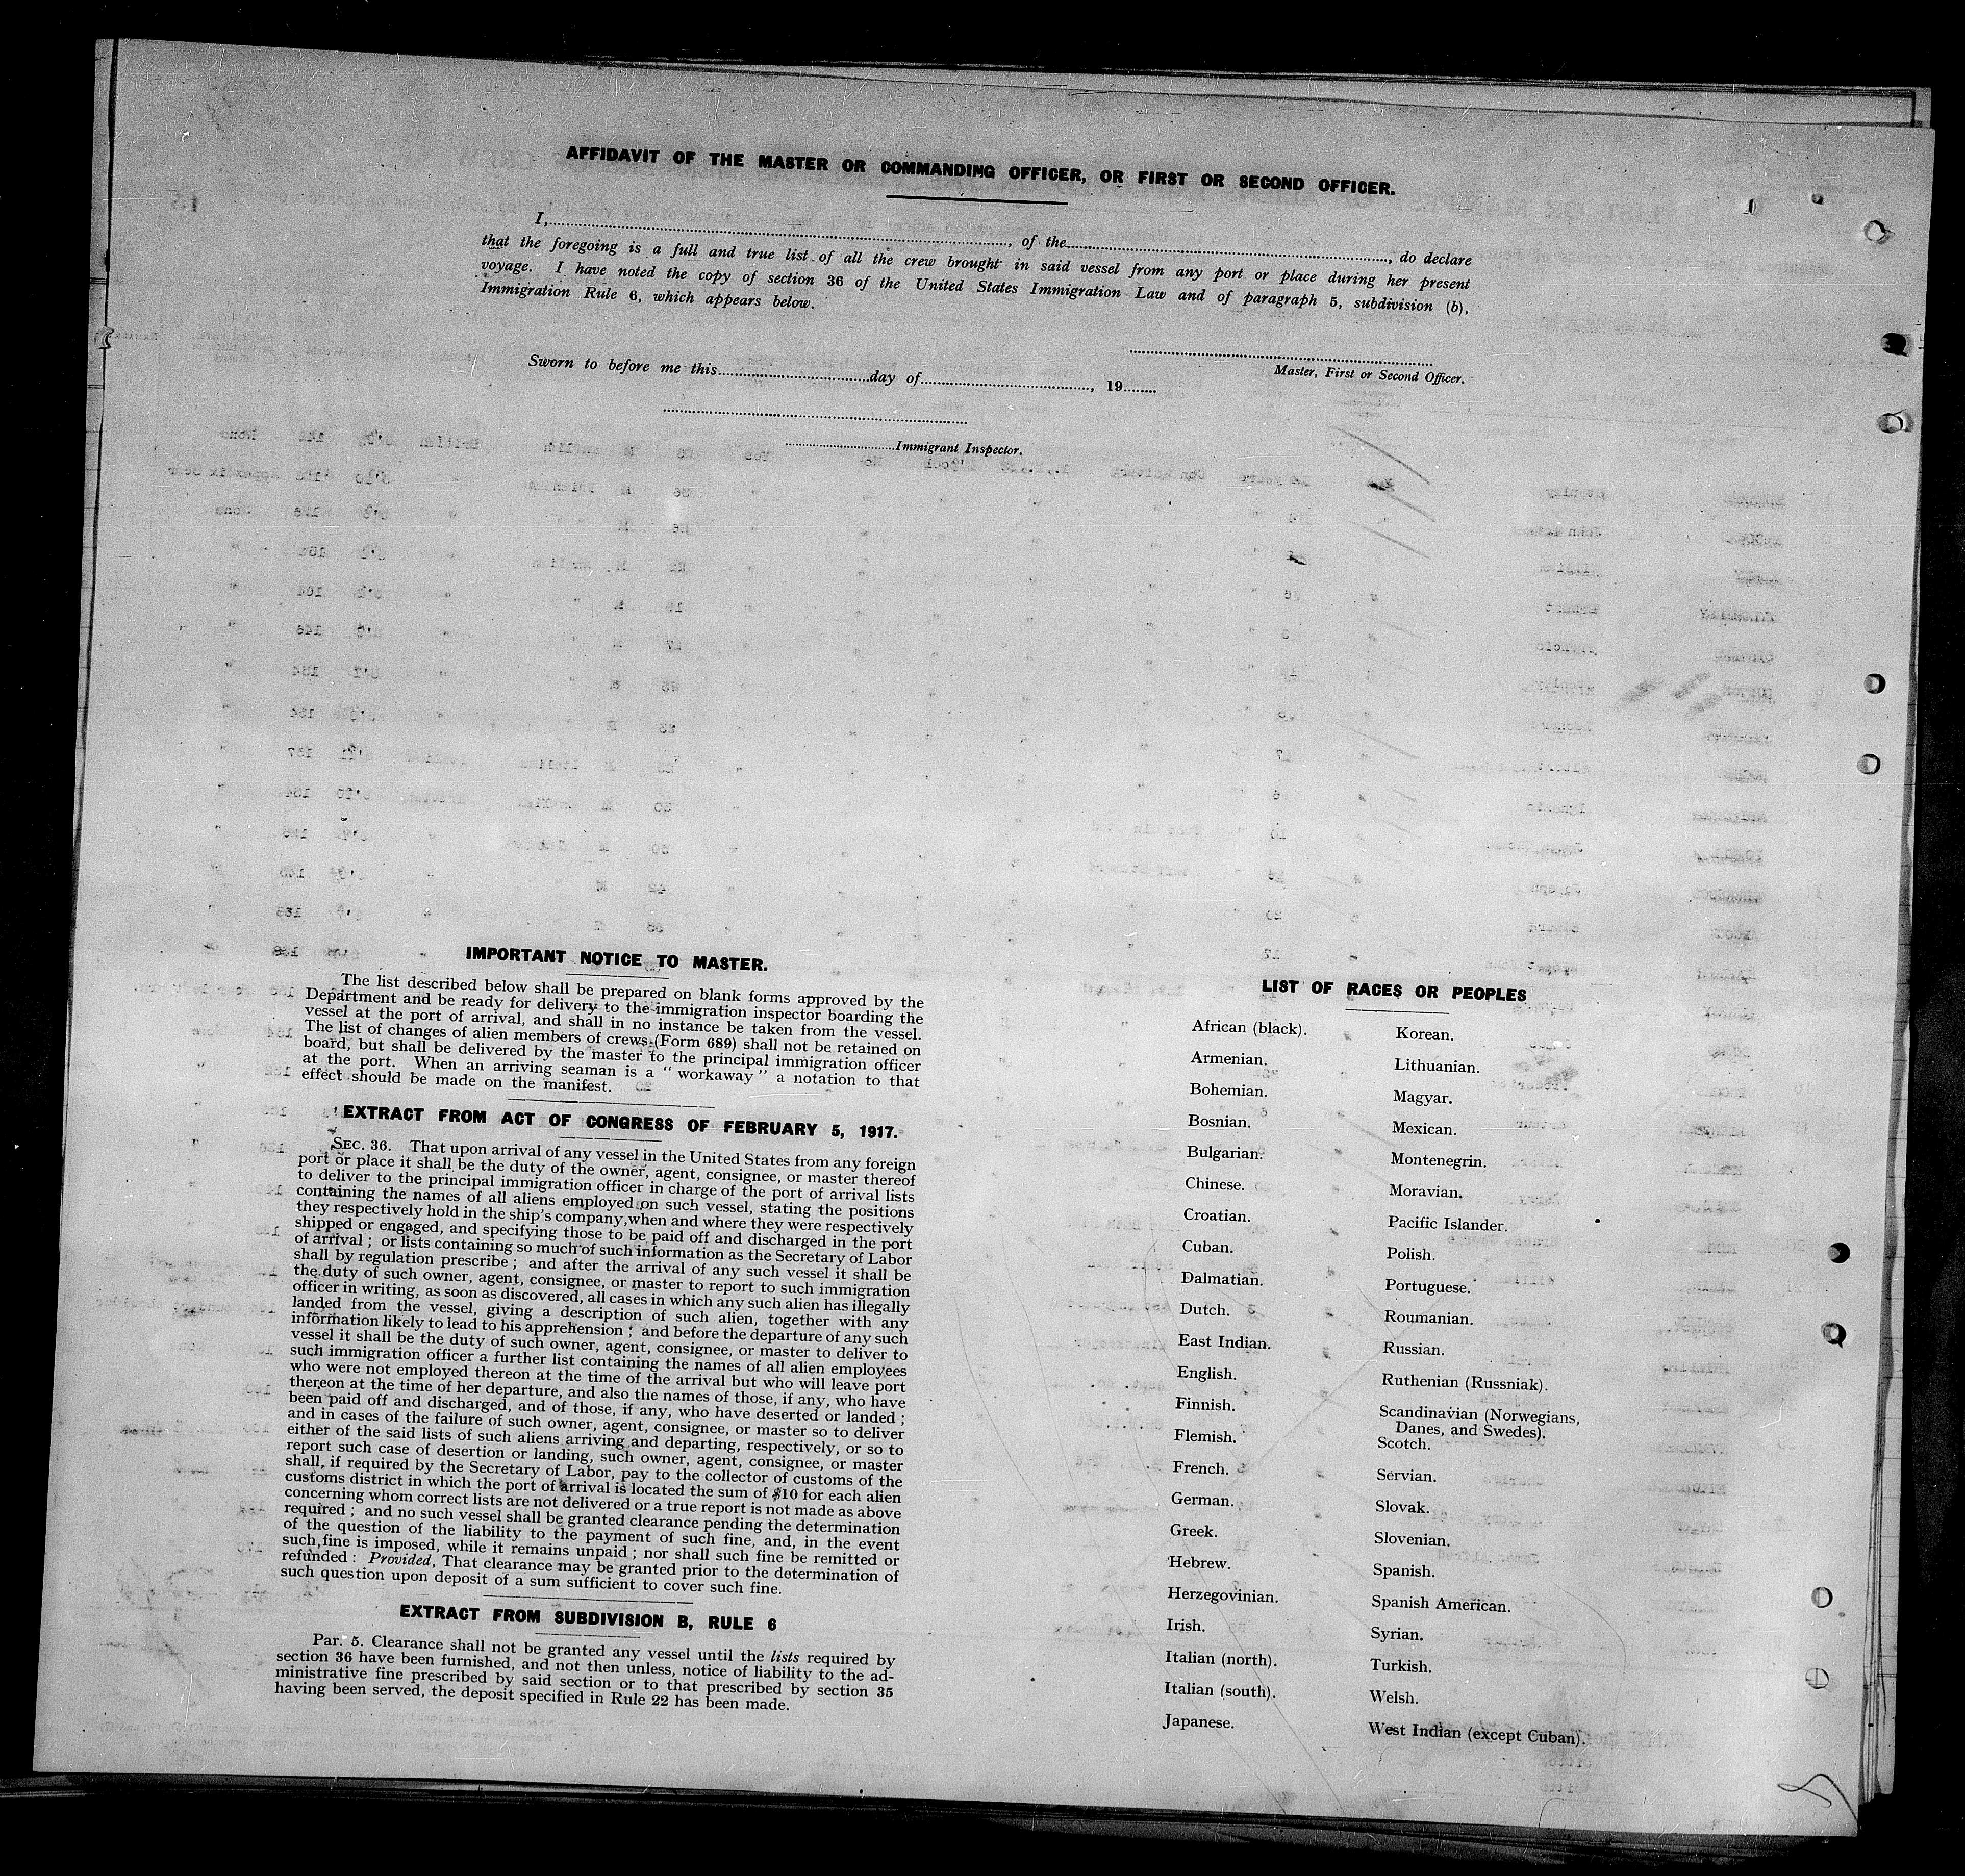 AFFIDAVIT OF THE MASTER OR COMMANDING OFFICER, OR FIRST OR SECOND OFFICER.
I,........, of the........, do declare
that the foregoing is a full and true list of all the crew brought in said vessel from any port or place during her present
voyage. I have noted the copy of section 36 of the United States Immigration Law and of paragraph 5, subdivision (b),
Immigration Rule 6, which appears below.
Sworn to before me this........day of........, 19........
Master, First or Second Officer.
........Immigrant Inspector.
IMPORTANT NOTICE TO MASTER.
The list described below shall be prepared on blank forms approved by the
Department and be ready for delivery to the immigration inspector boarding the
vessel at the port of arrival, and shall in no instance be taken from the vessel.
The list of changes of alien members of crews (Form 689) shall not be retained on
board, but shall be delivered by the master to the principal immigration officer
at the port. When an arriving seaman is a " workaway " a notation to that
effect should be made on the manifest.
EXTRACT FROM ACT OF CONGRESS OF FEBRUARY 5, 1917.
SEC. 36. That upon arrival of any vessel in the United States from any foreign
port or place it shall be the duty of the owner, agent, consignee, or master thereof
to deliver to the principal immigration officer in charge of the port of arrival lists
containing the names of all aliens employed on such vessel, stating the positions
they respectively hold in the ship's company, when and where they were respectively
shipped or engaged, and specifying those to be paid off and discharged in the port
of arrival ; or lists containing so much of such information as the Secretary of Labor
shall by regulation prescribe ; and after the arrival of any such vessel it shall be
the duty of such owner, agent, consignee, or master to report to such immigration
officer in writing, as soon as discovered, all cases in which any such alien has illegally
landed from the vessel, giving a description of such alien, together with any
information likely to lead to his apprehension ; and before the departure of any such
vessel it shall be the duty of such owner, agent, consignee, or master to deliver to
such immigration officer a further list containing the names of all alien employees
who were not employed thereon at the time of the arrival but who will leave port
thereon at the time of her departure, and also the names of those, if any, who have
been paid off and discharged, and of those, if any, who have deserted or landed ;
and in cases of the failure of such owner, agent, consignee, or master so to deliver
either of the said lists of such aliens arriving and departing, respectively, or so to
report such case of desertion or landing, such owner, agent, consignee, or master
shall, if required by the Secretary of Labor, pay to the collector of customs of the
customs district in which the port of arrival is located the sum of $10 for each alien
concerning whom correct lists are not delivered or a true report is not made as above
required ; and no such vessel shall be granted clearance pending the determination
of the question of the liability to the payment of such fine, and, in the event
such fine is imposed, while it remains unpaid ; nor shall such fine be remitted or
refunded : Provided, That clearance may be granted prior to the determination of
such question upon deposit of a sum sufficient to cover such fine.
EXTRACT FROM SUBDIVISION B, RULE 6
Par. 5. Clearance shall not be granted any vessel until the lists required by
section 36 have been furnished, and not then unless, notice of liability to the ad-
ministrative fine prescribed by said section or to that prescribed by section 35
having been served, the deposit specified in Rule 22 has been made.
LIST OF RACES OR PEOPLES
African (black).
Armenian.
Bohemian.
Bosnian.
Bulgarian.
Chinese.
Croatian.
Cuban.
Dalmatian.
Dutch.
East Indian.
English.
Finnish.
Flemish.
French.
German.
Greek.
Hebrew.
Herzegovinian.
Irish.
Italian (north).
Italian (south).
Japanese.
Korean.
Lithuanian.
Magyar.
Mexican.
Montenegrin.
Moravian.
Pacific Islander.
Polish.
Portuguese.
Roumanian.
Russian.
Ruthenian (Russniak).
Scandinavian (Norwegians,
Danes, and Swedes).
Scotch.
Servian.
Slovak.
Slovenian.
Spanish.
Spanish American.
Syrian.
Turkish.
Welsh.
West Indian (except Cuban).